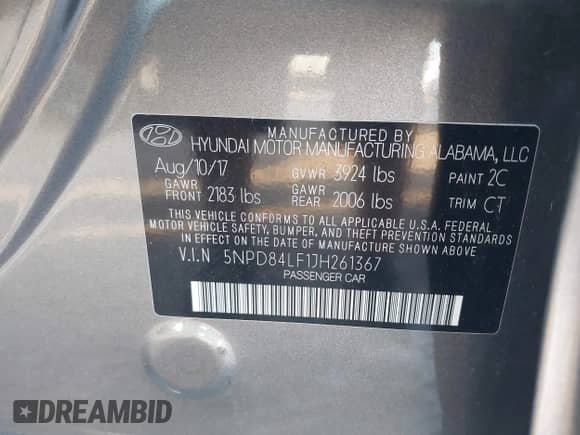 MANUFACTURED BY
HYUNDAI MOTOR MANUFACTURING ALABAMA, LLC
Aug/10/17 GVWR 3924 lbs PAINT 2C
GAWR FRONT 2183 lbs GAWR REAR 2006 lbs TRIM CT
THIS VEHICLE CONFORMS TO ALL APPLICABLE U.S.A. FEDERAL
MOTOR VEHICLE SAFETY, BUMPER, AND THEFT PREVENTION STANDARDS
IN EFFECT ON THE DATE OF MANUFACTURE SHOWN ABOVE.
V.I.N 5NPD84LF1JH261367
PASSENGER CAR
DREAMBID